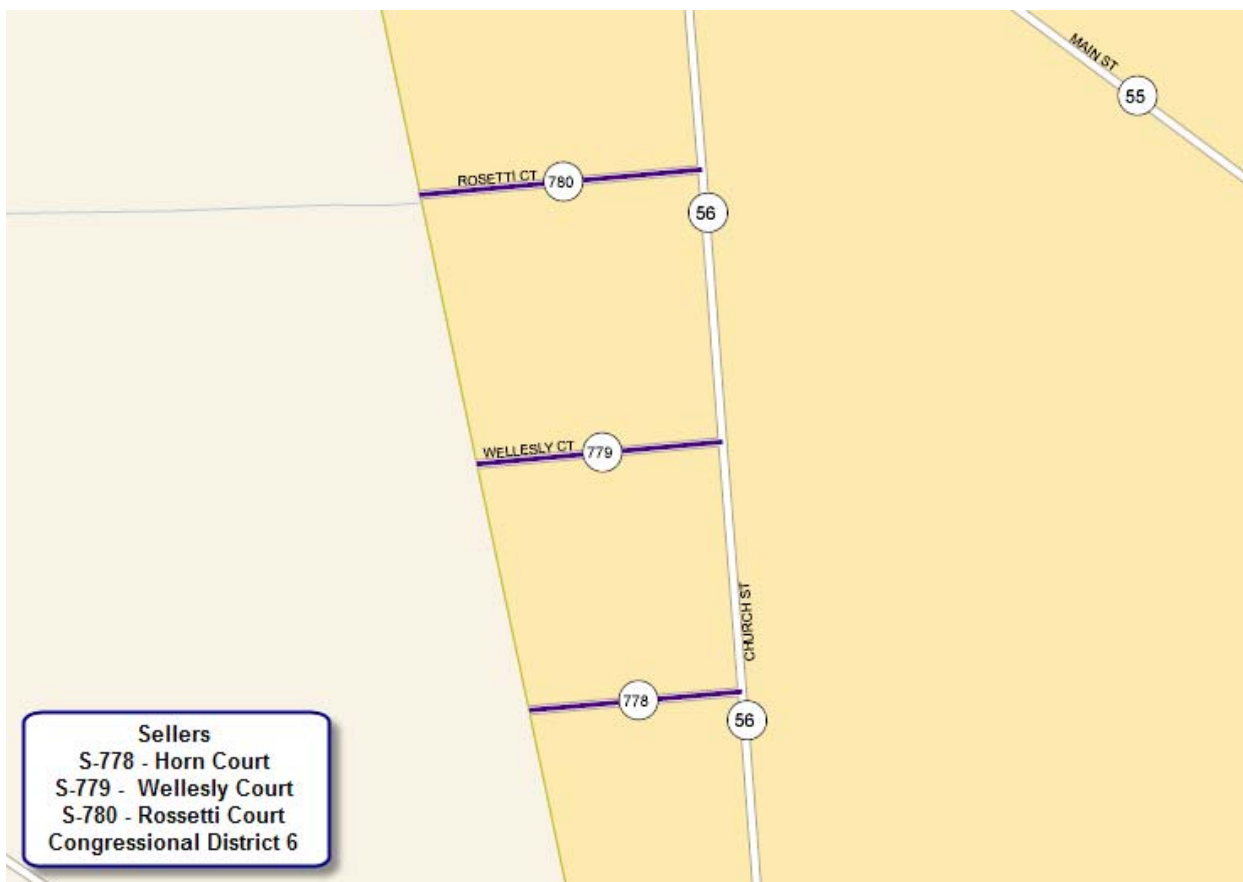 MAIN ST
55
ROSETTI CT
780
56
WELLESLY CT
779
CHURCH ST
778
56
Sellers
S-778 - Horn Court
S-779 - Wellesly Court
S-780 - Rossetti Court
Congressional District 6